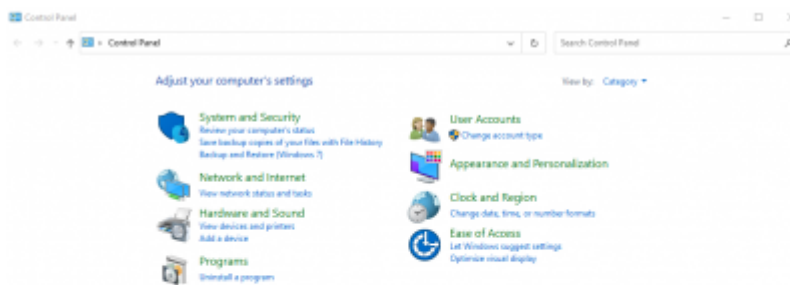 Control Panel
Control Panel
Search Control Panel
Adjust your computer's settings
View by: Category
System and Security
Review your computer's status
Save backup copies of your files with File History
Backup and Restore (Windows 7)
Network and Internet
View network status and tasks
Hardware and Sound
View devices and printers
Add a device
Programs
Uninstall a program
User Accounts
Change account type
Appearance and Personalization
Clock and Region
Change date, time, or number formats
Ease of Access
Let Windows suggest settings
Optimize visual display